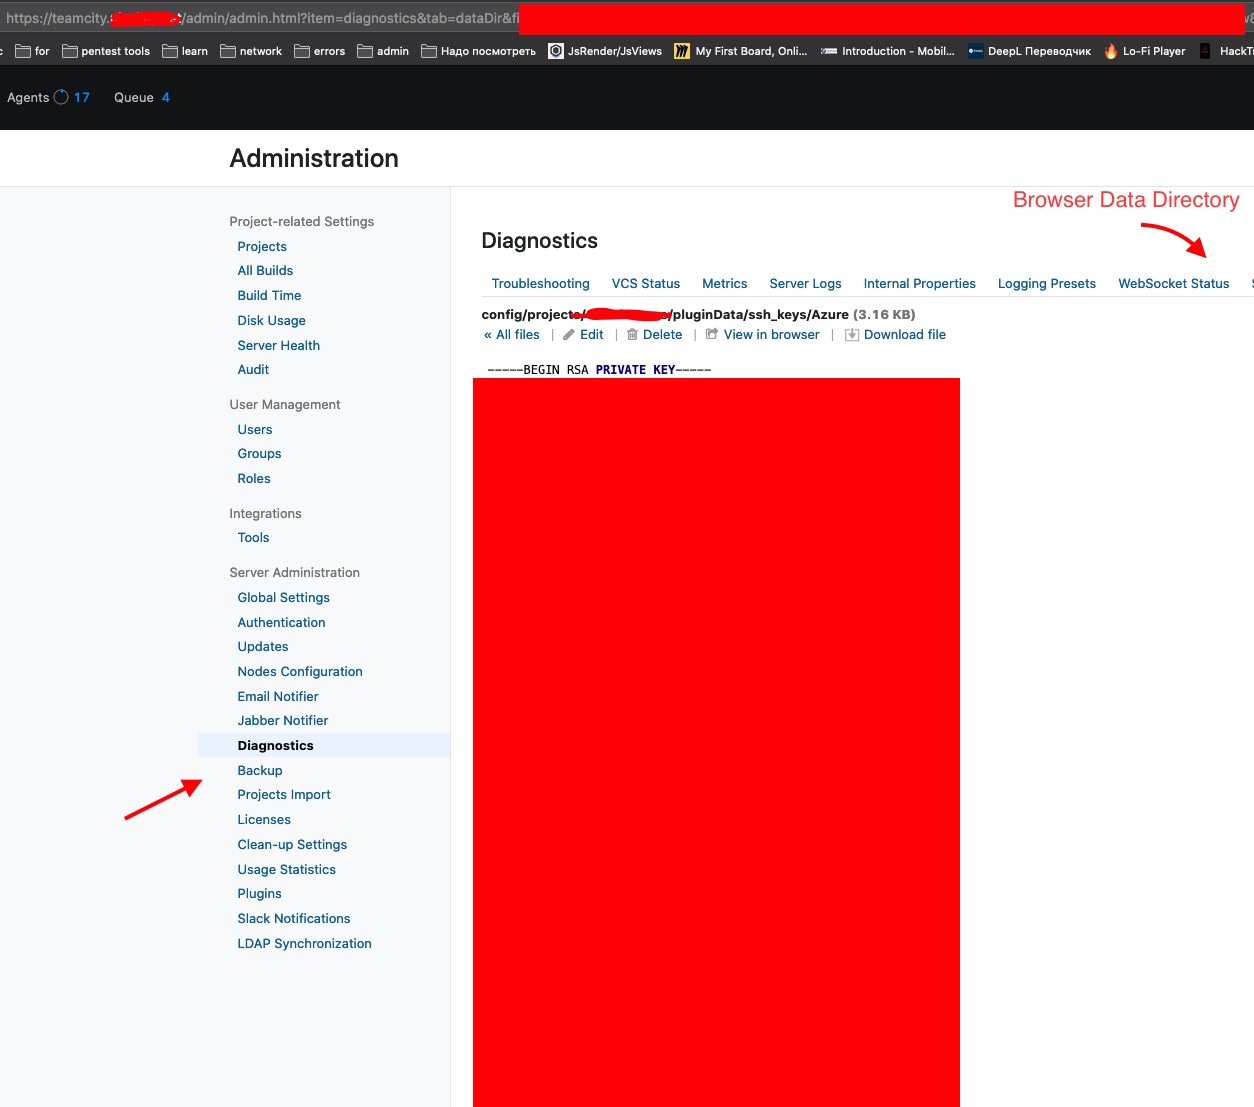 https://teamcity. /admin/admin.html?item=diagnostics&tab=dataDir&fi
for pentest tools learn network errors admin Надо посмотреть JsRender/JsViews My First Board, Onli... Introduction - Mobil... DeepL Переводчик Lo-Fi Player HackTr
Agents 17 Queue 4
Administration
Browser Data Directory
Project-related Settings
Projects
All Builds
Build Time
Disk Usage
Server Health
Audit
User Management
Users
Groups
Roles
Integrations
Tools
Server Administration
Global Settings
Authentication
Updates
Nodes Configuration
Email Notifier
Jabber Notifier
Diagnostics
Backup
Projects Import
Licenses
Clean-up Settings
Usage Statistics
Plugins
Slack Notifications
LDAP Synchronization
Diagnostics
Troubleshooting VCS Status Metrics Server Logs Internal Properties Logging Presets WebSocket Status
config/projects/ /pluginData/ssh_keys/Azure (3.16 KB)
« All files | Edit | Delete | View in browser | Download file
-----BEGIN RSA PRIVATE KEY-----